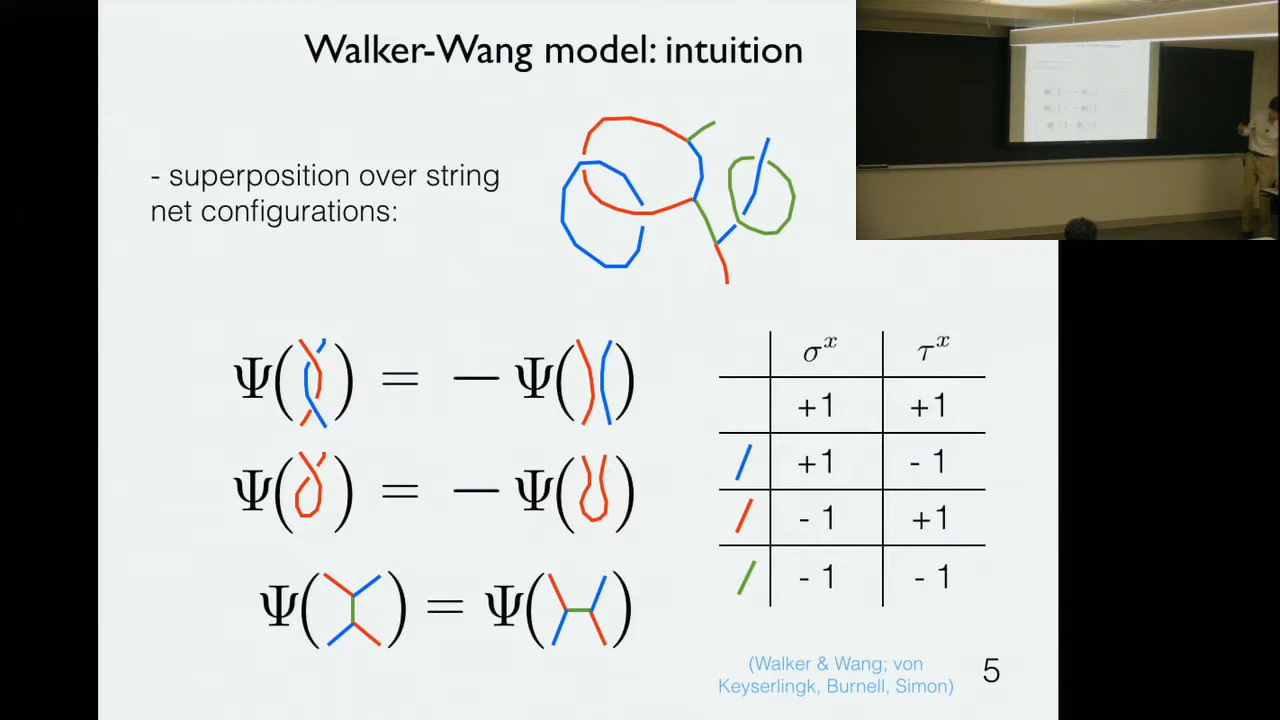 Walker-Wang model: intuition
- superposition over string
net configurations:
Ψ( ) = − Ψ( )
Ψ( ) = − Ψ( )
Ψ( ) = Ψ( )
σ^x τ^x
+1 +1
+1 - 1
- 1 +1
- 1 - 1
(Walker & Wang; von
Keyserlingk, Burnell, Simon)
5